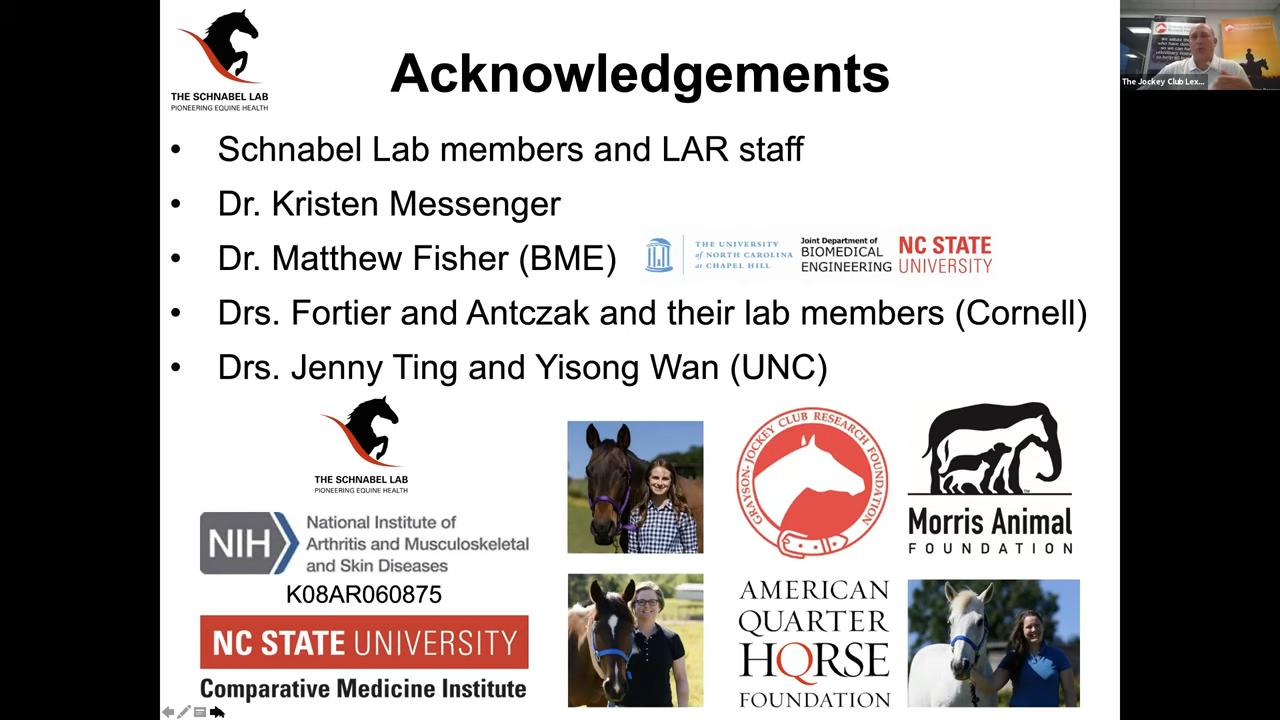 THE SCHNABEL LAB
PIONEERING EQUINE HEALTH
Acknowledgements
• Schnabel Lab members and LAR staff
• Dr. Kristen Messenger
• Dr. Matthew Fisher (BME)
THE UNIVERSITY
of NORTH CAROLINA
at CHAPEL HILL
Joint Department of
BIOMEDICAL
ENGINEERING
NC STATE
UNIVERSITY
• Drs. Fortier and Antczak and their lab members (Cornell)
• Drs. Jenny Ting and Yisong Wan (UNC)
THE SCHNABEL LAB
PIONEERING EQUINE HEALTH
NIH
National Institute of
Arthritis and Musculoskeletal
and Skin Diseases
K08AR060875
NC STATE UNIVERSITY
Comparative Medicine Institute
GRAYSON-JOCKEY CLUB RESEARCH FOUNDATION
Morris Animal
FOUNDATION
TM
AMERICAN
QUARTER
HORSE
FOUNDATION
The Jockey Club Lex...